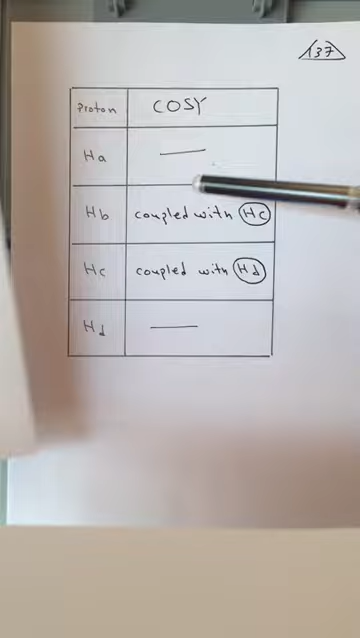 137
Proton COSY
Ha —
Hb coupled with Hc
Hc coupled with Hd
Hd —